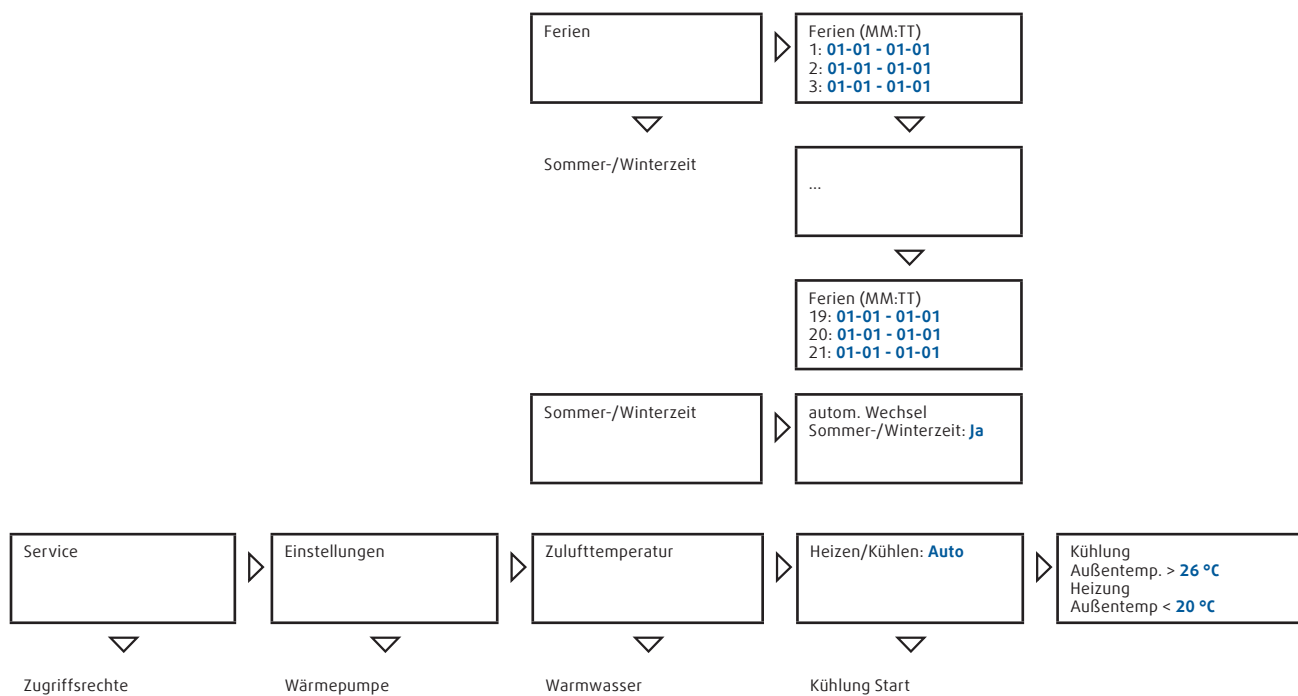 Ferien
Ferien (MM:TT)
1: 01-01 - 01-01
2: 01-01 - 01-01
3: 01-01 - 01-01
Sommer-/Winterzeit
...
Ferien (MM:TT)
19: 01-01 - 01-01
20: 01-01 - 01-01
21: 01-01 - 01-01
Sommer-/Winterzeit
autom. Wechsel
Sommer-/Winterzeit: Ja
Service
Einstellungen
Zulufttemperatur
Heizen/Kühlen: Auto
Kühlung
Außentemp. > 26 °C
Heizung
Außentemp < 20 °C
Zugriffsrechte
Wärmepumpe
Warmwasser
Kühlung Start